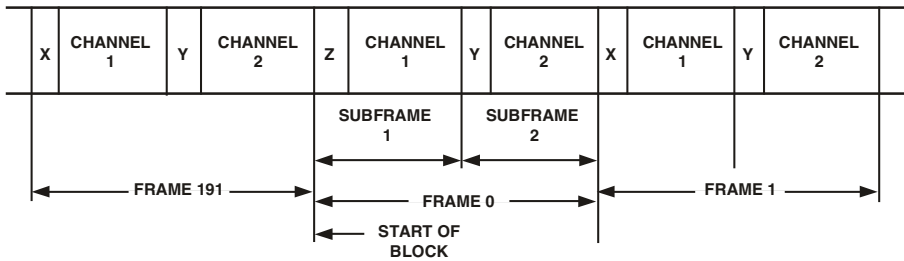 X CHANNEL 1 Y CHANNEL 2 Z CHANNEL 1 Y CHANNEL 2 X CHANNEL 1 Y CHANNEL 2
SUBFRAME 1 SUBFRAME 2
FRAME 191 FRAME 0 FRAME 1
START OF
BLOCK